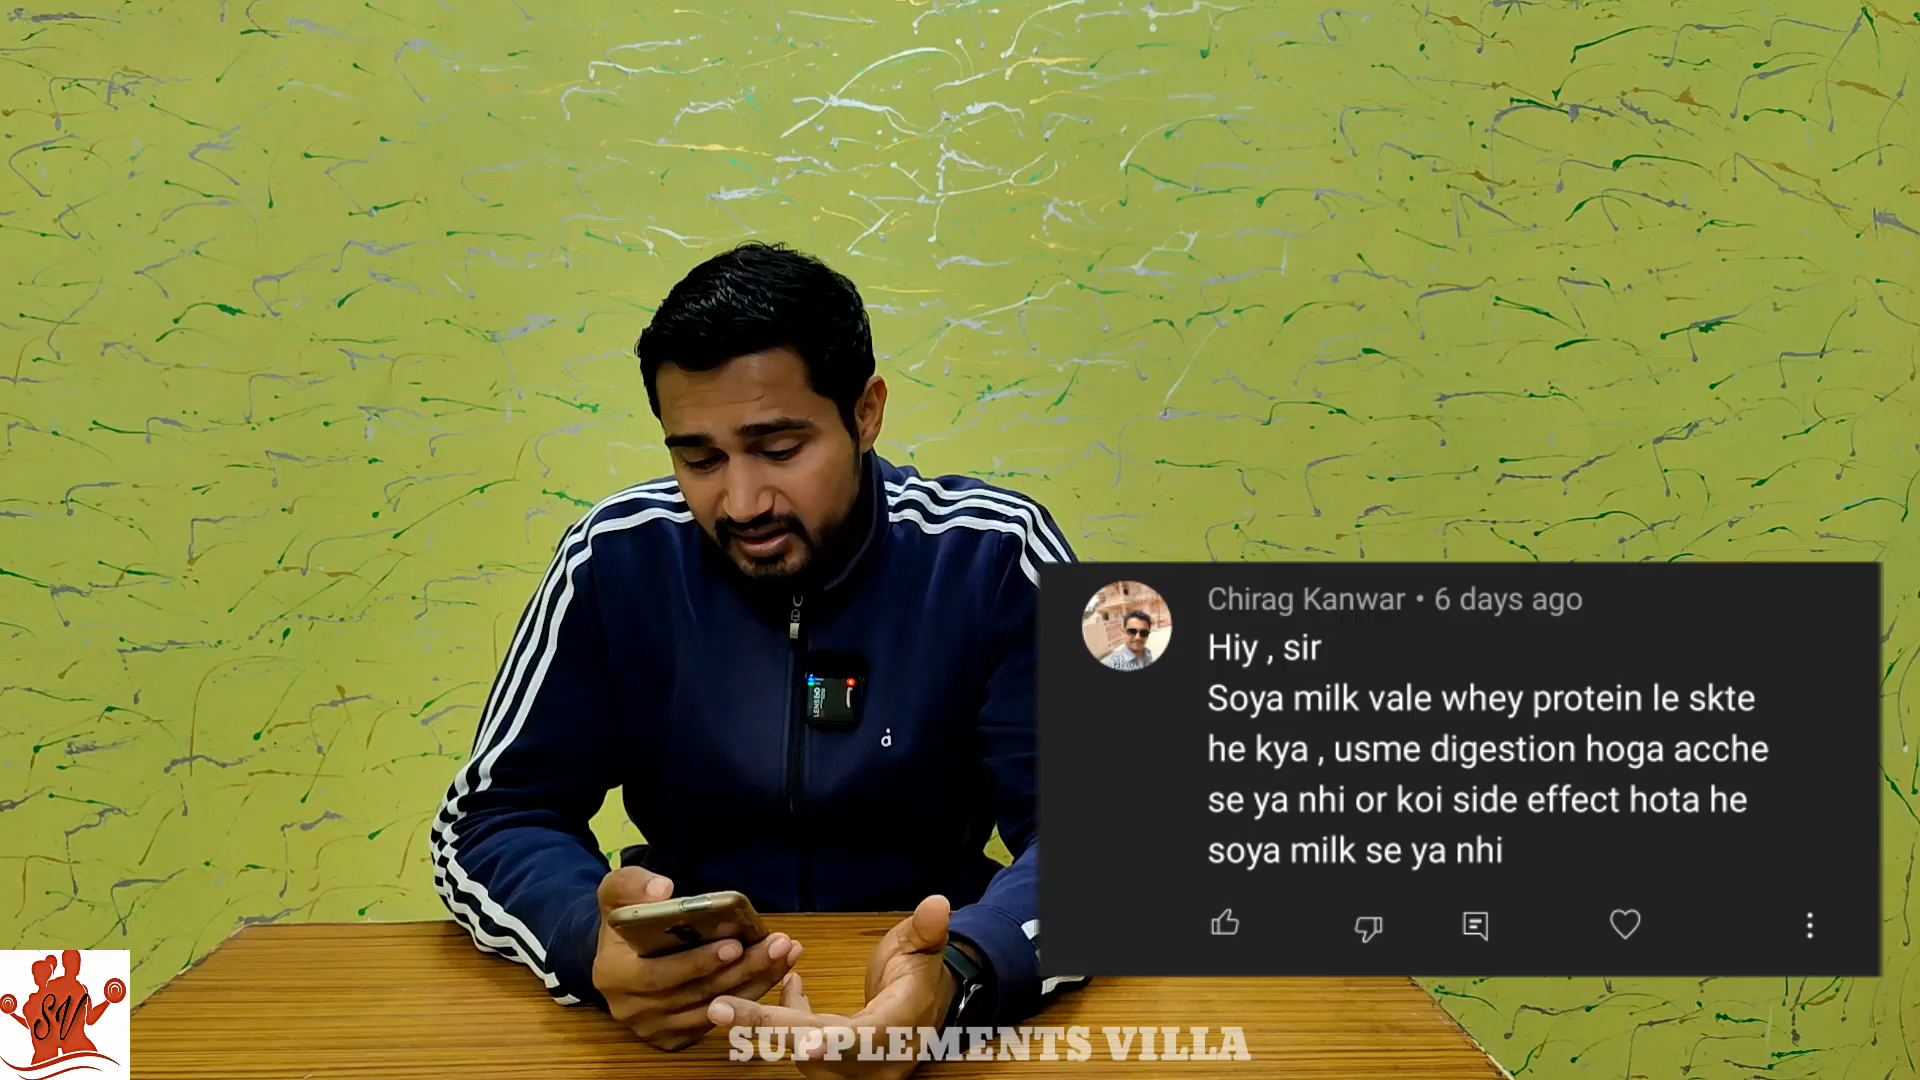 Chirag Kanwar • 6 days ago
Hiy , sir
Soya milk vale whey protein le skte
he kya , usme digestion hoga acche
se ya nhi or koi side effect hota he
soya milk se ya nhi
SV
SUPPLEMENTS VILLA